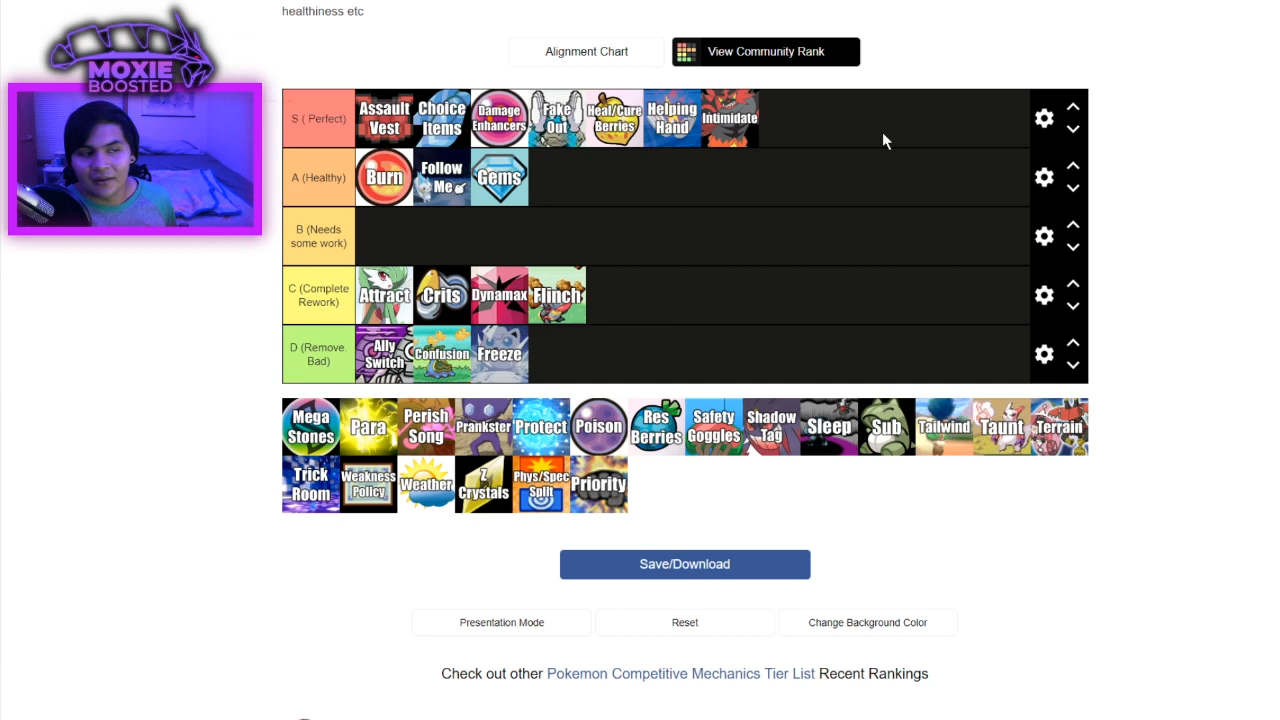 healthiness etc
MOXIE
BOOSTED
Alignment Chart
View Community Rank
S ( Perfect)
Assault Vest
Choice Items
Damage Enhancers
Fake Out
Heal/Cure Berries
Helping Hand
Intimidate
A (Healthy)
Burn
Follow Me
Gems
B (Needs some work)
C (Complete Rework)
Attract
Crits
Dynamax
Flinch
D (Remove. Bad)
Ally Switch
Confusion
Freeze
Mega Stones
Para
Perish Song
Prankster
Protect
Poison
Res Berries
Safety Goggles
Shadow Tag
Sleep
Sub
Tailwind
Taunt
Terrain
Trick Room
Weakness Policy
Weather
Z Crystals
Phys/Spec Split
Priority
Save/Download
Presentation Mode
Reset
Change Background Color
Check out other Pokemon Competitive Mechanics Tier List Recent Rankings